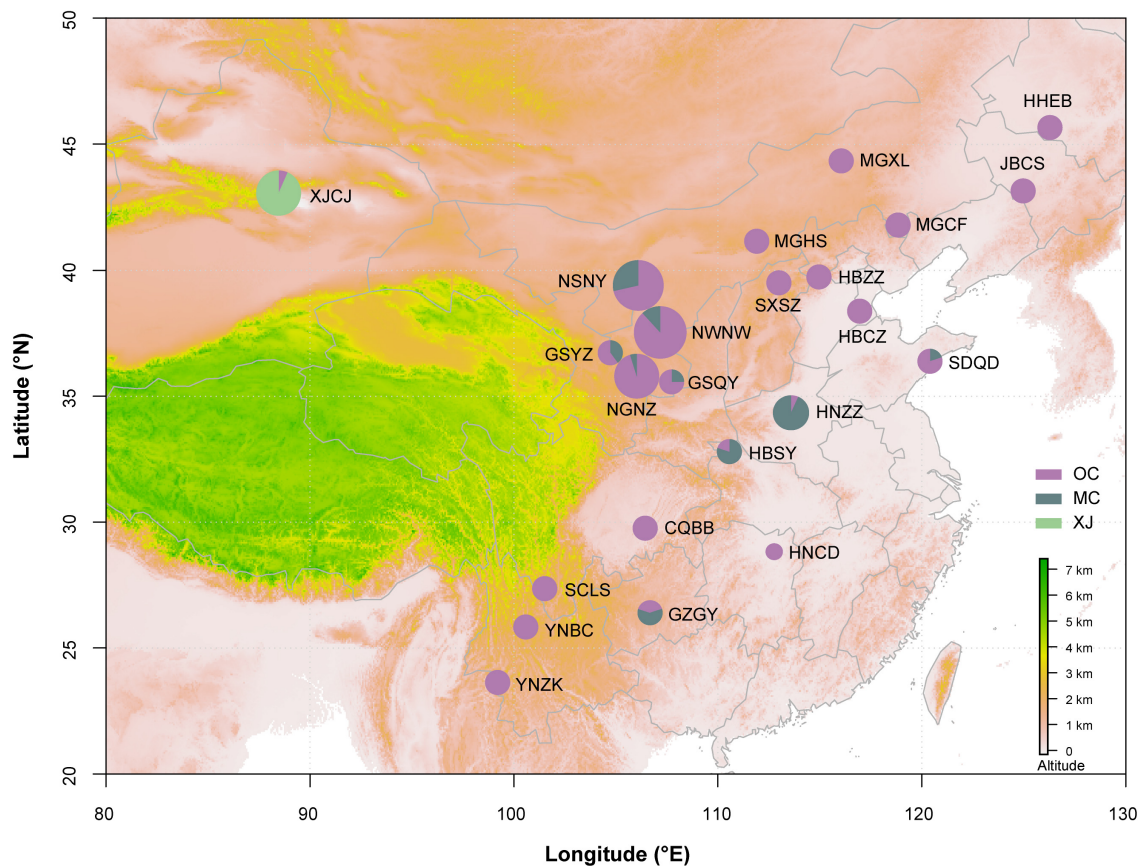 50
45
40
35
30
25
20
Latitude (°N)
HHEB
MGXL
JBCS
XJCJ
MGCF
MGHS
NSNY
HBZZ
SXSZ
HBCZ
NWNW
GSYZ
SDQD
GSQY
NGNZ
HNZZ
HBSY
OC
MC
XJ
CQBB
HNCD
SCLS
GZGY
YNBC
YNZK
7 km
6 km
5 km
4 km
3 km
2 km
1 km
0
Altitude
80
90
100
110
120
130
Longitude (°E)